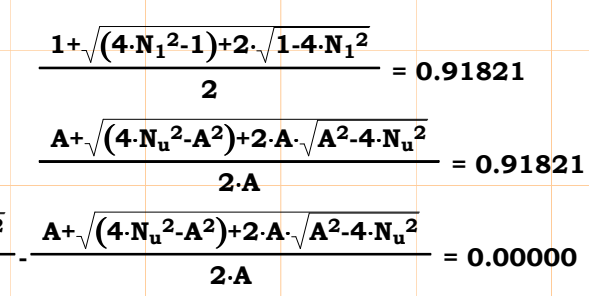 1+√(4·N₁²-1)+2·√1-4·N₁²
2
= 0.91821
A+√(4·Nᵤ²-A²)+2·A·√A²-4·Nᵤ²
2·A
= 0.91821
- A+√(4·Nᵤ²-A²)+2·A·√A²-4·Nᵤ²
2·A
= 0.00000